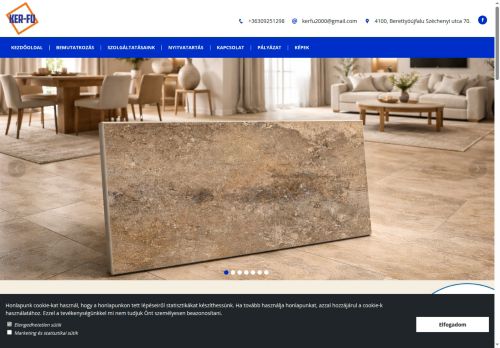 KER-FU
+36309251298
kerfu2000@gmail.com
4100, Berettyóújfalu Széchenyi utca 70.
KEZDŐOLDAL | BEMUTATKOZÁS | SZOLGÁLTATÁSAINK | NYITVATARTÁS | KAPCSOLAT | PÁLYÁZAT | KÉPEK
Honlapunk cookie-kat használ, hogy a honlapunkon tett lépéseiről statisztikákat készíthessünk. Ha tovább használja honlapunkat, azzal hozzájárul a cookie-k
használatához. Ezzel a tevékenységünkkel mi nem tudjuk Önt személyesen beazonosítani.
Elengedhetetlen sütik
Marketing és statisztikai sütik
Elfogadom